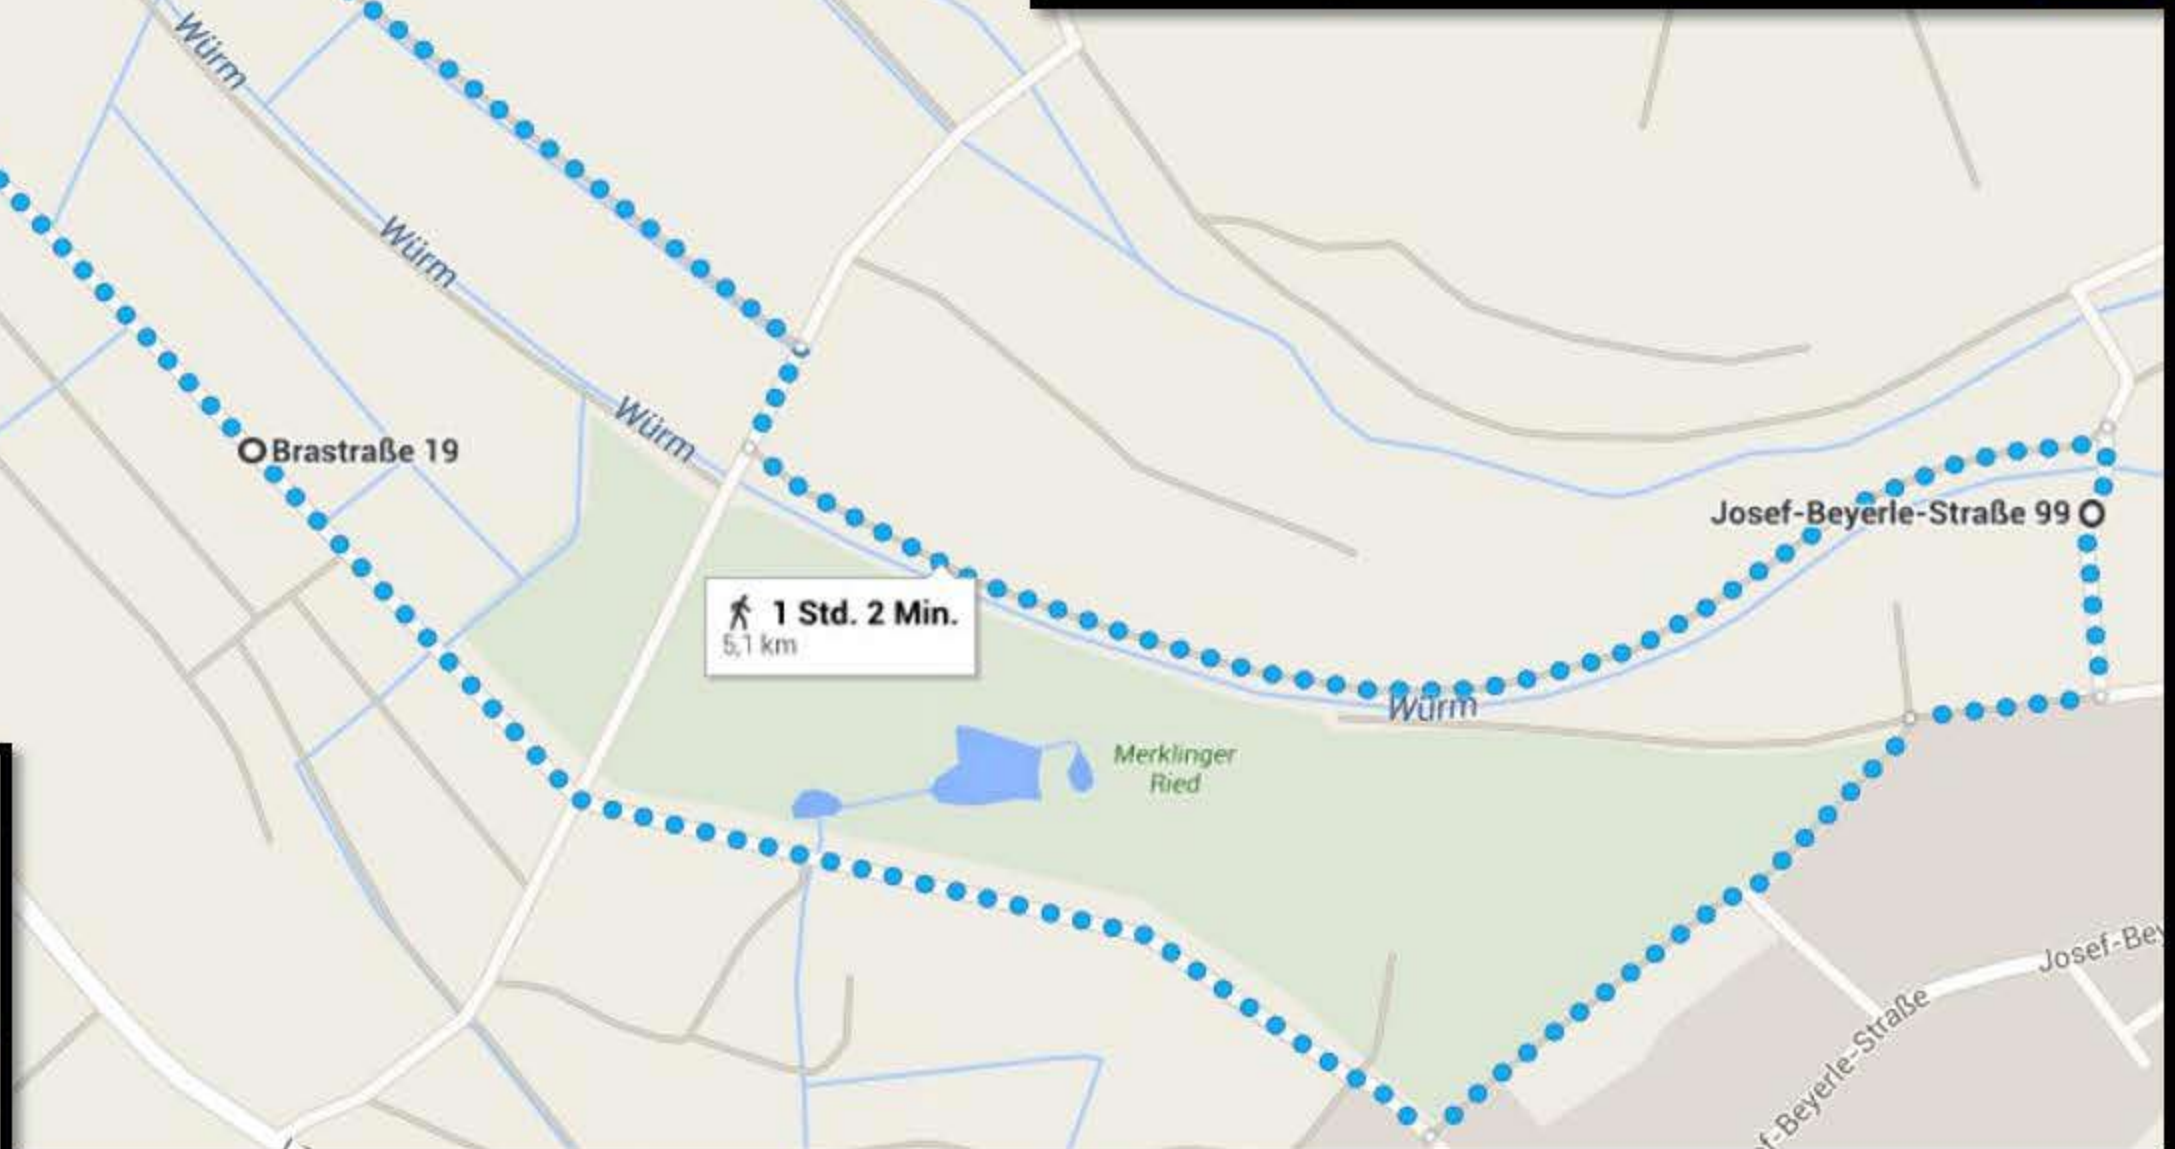 Würm
Würm
Würm
Brastraße 19
Josef-Beyerle-Straße 99
1 Std. 2 Min.
5,1 km
Würm
Merklinger
Ried
Josef-Bey
f-Beyerle-Straße